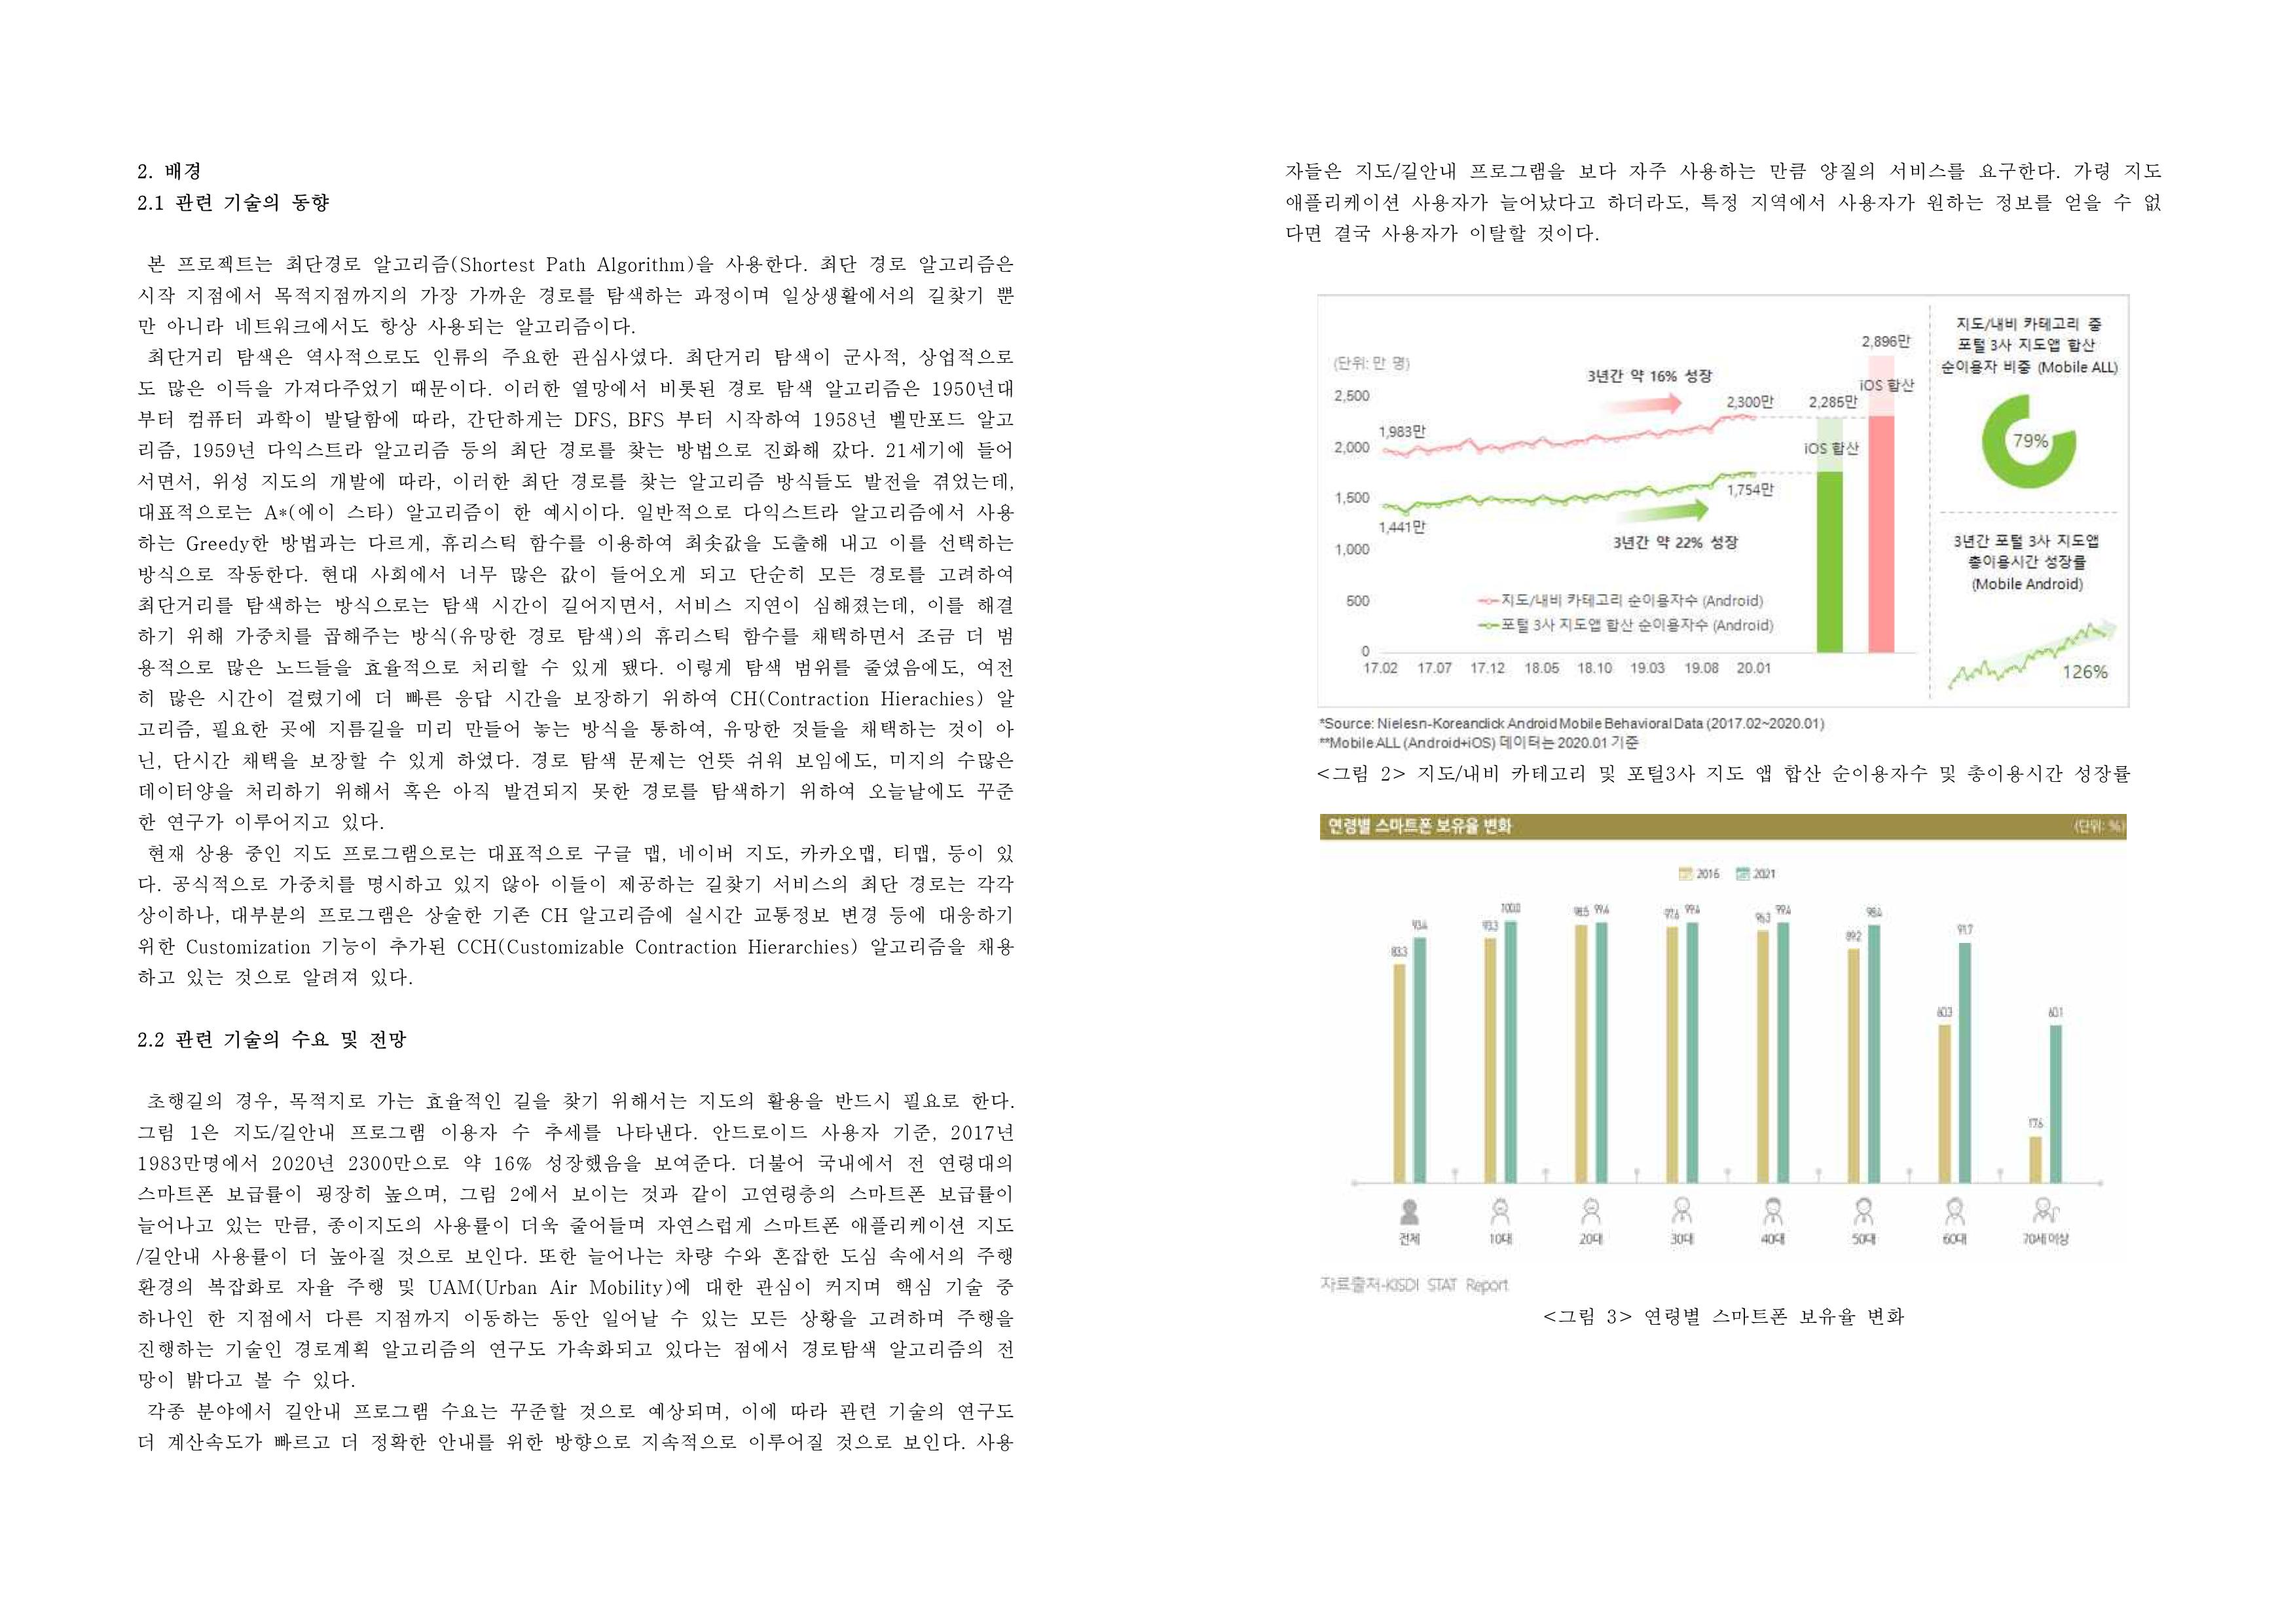 2. 배경
2.1 관련 기술의 동향
본 프로젝트는 최단경로 알고리즘(Shortest Path Algorithm)을 사용한다. 최단 경로 알고리즘은
시작 지점에서 목적지점까지의 가장 가까운 경로를 탐색하는 과정이며 일상생활에서의 길찾기 뿐
만 아니라 네트워크에서도 항상 사용되는 알고리즘이다.
최단거리 탐색은 역사적으로도 인류의 주요한 관심사였다. 최단거리 탐색이 군사적, 상업적으로
도 많은 이득을 가져다주었기 때문이다. 이러한 열망에서 비롯된 경로 탐색 알고리즘은 1950년대
부터 컴퓨터 과학이 발달함에 따라, 간단하게는 DFS, BFS 부터 시작하여 1958년 벨만포드 알고
리즘, 1959년 다익스트라 알고리즘 등의 최단 경로를 찾는 방법으로 진화해 갔다. 21세기에 들어
서면서, 위성 지도의 개발에 따라, 이러한 최단 경로를 찾는 알고리즘 방식들도 발전을 겪었는데,
대표적으로는 A*(에이 스타) 알고리즘이 한 예시이다. 일반적으로 다익스트라 알고리즘에서 사용
하는 Greedy한 방법과는 다르게, 휴리스틱 함수를 이용하여 최솟값을 도출해 내고 이를 선택하는
방식으로 작동한다. 현대 사회에서 너무 많은 값이 들어오게 되고 단순히 모든 경로를 고려하여
최단거리를 탐색하는 방식으로는 탐색 시간이 길어지면서, 서비스 지연이 심해졌는데, 이를 해결
하기 위해 가중치를 곱해주는 방식(유망한 경로 탐색)의 휴리스틱 함수를 채택하면서 조금 더 범
용적으로 많은 노드들을 효율적으로 처리할 수 있게 됐다. 이렇게 탐색 범위를 줄였음에도, 여전
히 많은 시간이 걸렸기에 더 빠른 응답 시간을 보장하기 위하여 CH(Contraction Hierachies) 알
고리즘, 필요한 곳에 지름길을 미리 만들어 놓는 방식을 통하여, 유망한 것들을 채택하는 것이 아
닌, 단시간 채택을 보장할 수 있게 하였다. 경로 탐색 문제는 언뜻 쉬워 보임에도, 미지의 수많은
데이터양을 처리하기 위해서 혹은 아직 발견되지 못한 경로를 탐색하기 위하여 오늘날에도 꾸준
한 연구가 이루어지고 있다.
현재 상용 중인 지도 프로그램으로는 대표적으로 구글 맵, 네이버 지도, 카카오맵, 티맵, 등이 있
다. 공식적으로 가중치를 명시하고 있지 않아 이들이 제공하는 길찾기 서비스의 최단 경로는 각각
상이하나, 대부분의 프로그램은 상술한 기존 CH 알고리즘에 실시간 교통정보 변경 등에 대응하기
위한 Customization 기능이 추가된 CCH(Customizable Contraction Hierarchies) 알고리즘을 채용
하고 있는 것으로 알려져 있다.
2.2 관련 기술의 수요 및 전망
초행길의 경우, 목적지로 가는 효율적인 길을 찾기 위해서는 지도의 활용을 반드시 필요로 한다.
그림 1은 지도/길안내 프로그램 이용자 수 추세를 나타낸다. 안드로이드 사용자 기준, 2017년
1983만명에서 2020년 2300만으로 약 16% 성장했음을 보여준다. 더불어 국내에서 전 연령대의
스마트폰 보급률이 굉장히 높으며, 그림 2에서 보이는 것과 같이 고연령층의 스마트폰 보급률이
늘어나고 있는 만큼, 종이지도의 사용률이 더욱 줄어들며 자연스럽게 스마트폰 애플리케이션 지도
/길안내 사용률이 더 높아질 것으로 보인다. 또한 늘어나는 차량 수와 혼잡한 도심 속에서의 주행
환경의 복잡화로 자율 주행 및 UAM(Urban Air Mobility)에 대한 관심이 커지며 핵심 기술 중
하나인 한 지점에서 다른 지점까지 이동하는 동안 일어날 수 있는 모든 상황을 고려하며 주행을
진행하는 기술인 경로계획 알고리즘의 연구도 가속화되고 있다는 점에서 경로탐색 알고리즘의 전
망이 밝다고 볼 수 있다.
각종 분야에서 길안내 프로그램 수요는 꾸준할 것으로 예상되며, 이에 따라 관련 기술의 연구도
더 계산속도가 빠르고 더 정확한 안내를 위한 방향으로 지속적으로 이루어질 것으로 보인다. 사용
자들은 지도/길안내 프로그램을 보다 자주 사용하는 만큼 양질의 서비스를 요구한다. 가령 지도
애플리케이션 사용자가 늘어났다고 하더라도, 특정 지역에서 사용자가 원하는 정보를 얻을 수 없
다면 결국 사용자가 이탈할 것이다.
(단위: 만 명)
2,500
2,000
1,500
1,000
500
0
1,983만
3년간 약 16% 성장
2,300만
2,285만
2,896만
iOS 합산
iOS 합산
1,441만
1,754만
3년간 약 22% 성장
지도/내비 카테고리 순이용자수 (Android)
포털 3사 지도앱 합산 순이용자수 (Android)
17.02 17.07 17.12 18.05 18.10 19.03 19.08 20.01
지도/내비 카테고리 중
포털 3사 지도앱 합산
순이용자 비중 (Mobile ALL)
79%
3년간 포털 3사 지도앱
총이용시간 성장률
(Mobile Android)
126%
*Source: Nielesn-Koreanclick Android Mobile Behavioral Data (2017.02~2020.01)
**Mobile ALL (Android+iOS) 데이터는 2020.01 기준
<그림 2> 지도/내비 카테고리 및 포털3사 지도 앱 합산 순이용자수 및 총이용시간 성장률
연령별 스마트폰 보유율 변화 (단위: %)
2016 2021
83.3 93.4 93.3 100.0 98.5 99.6 97.6 99.4 96.3 99.4 89.2 98.4 60.3 91.7 17.6 60.1
전체 10대 20대 30대 40대 50대 60대 70세 이상
자료출처-KISDI STAT Report
<그림 3> 연령별 스마트폰 보유율 변화